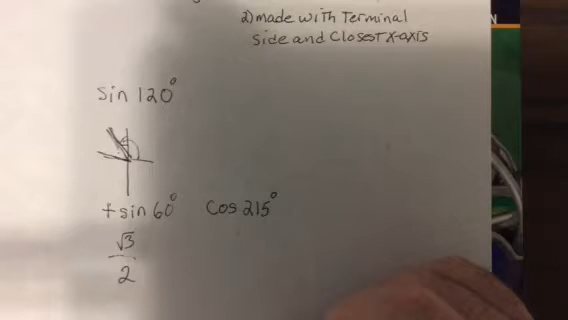 2) made with Terminal
side and Closest x-axis
sin 120°
+ sin 60° cos 215°
√3
2